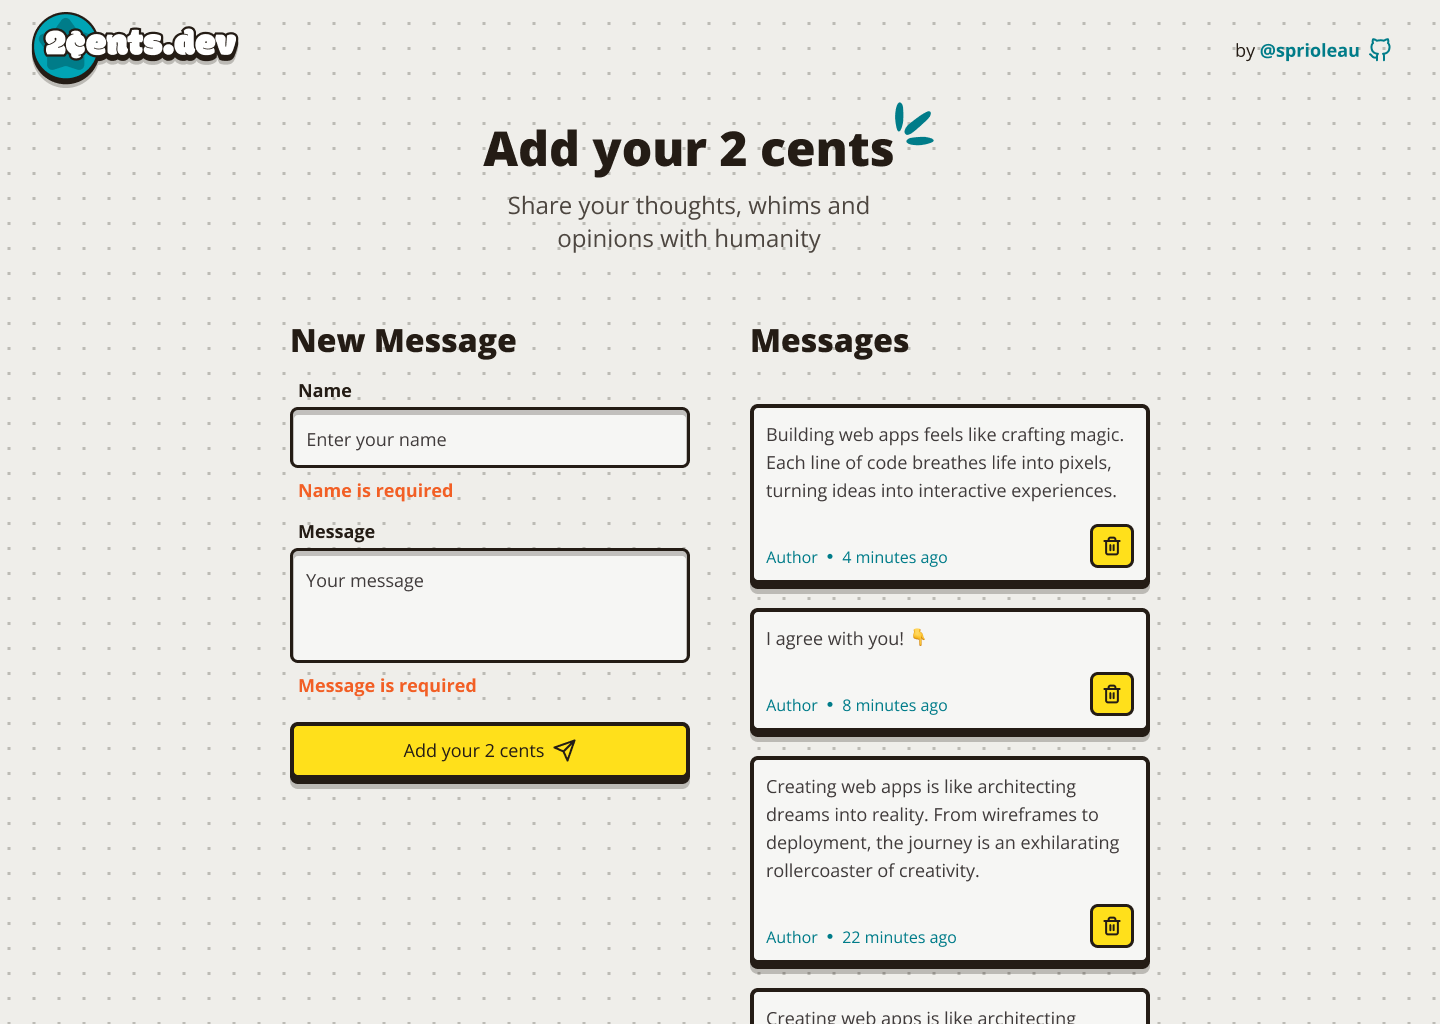 2¢ents.dev
by @sprioleau
Add your 2 cents
Share your thoughts, whims and
opinions with humanity
New Message
Name
Enter your name
Name is required
Message
Your message
Message is required
Add your 2 cents
Messages
Building web apps feels like crafting magic.
Each line of code breathes life into pixels,
turning ideas into interactive experiences.
Author • 4 minutes ago
I agree with you! 👇
Author • 8 minutes ago
Creating web apps is like architecting
dreams into reality. From wireframes to
deployment, the journey is an exhilarating
rollercoaster of creativity.
Author • 22 minutes ago
Creating web apps is like architecting